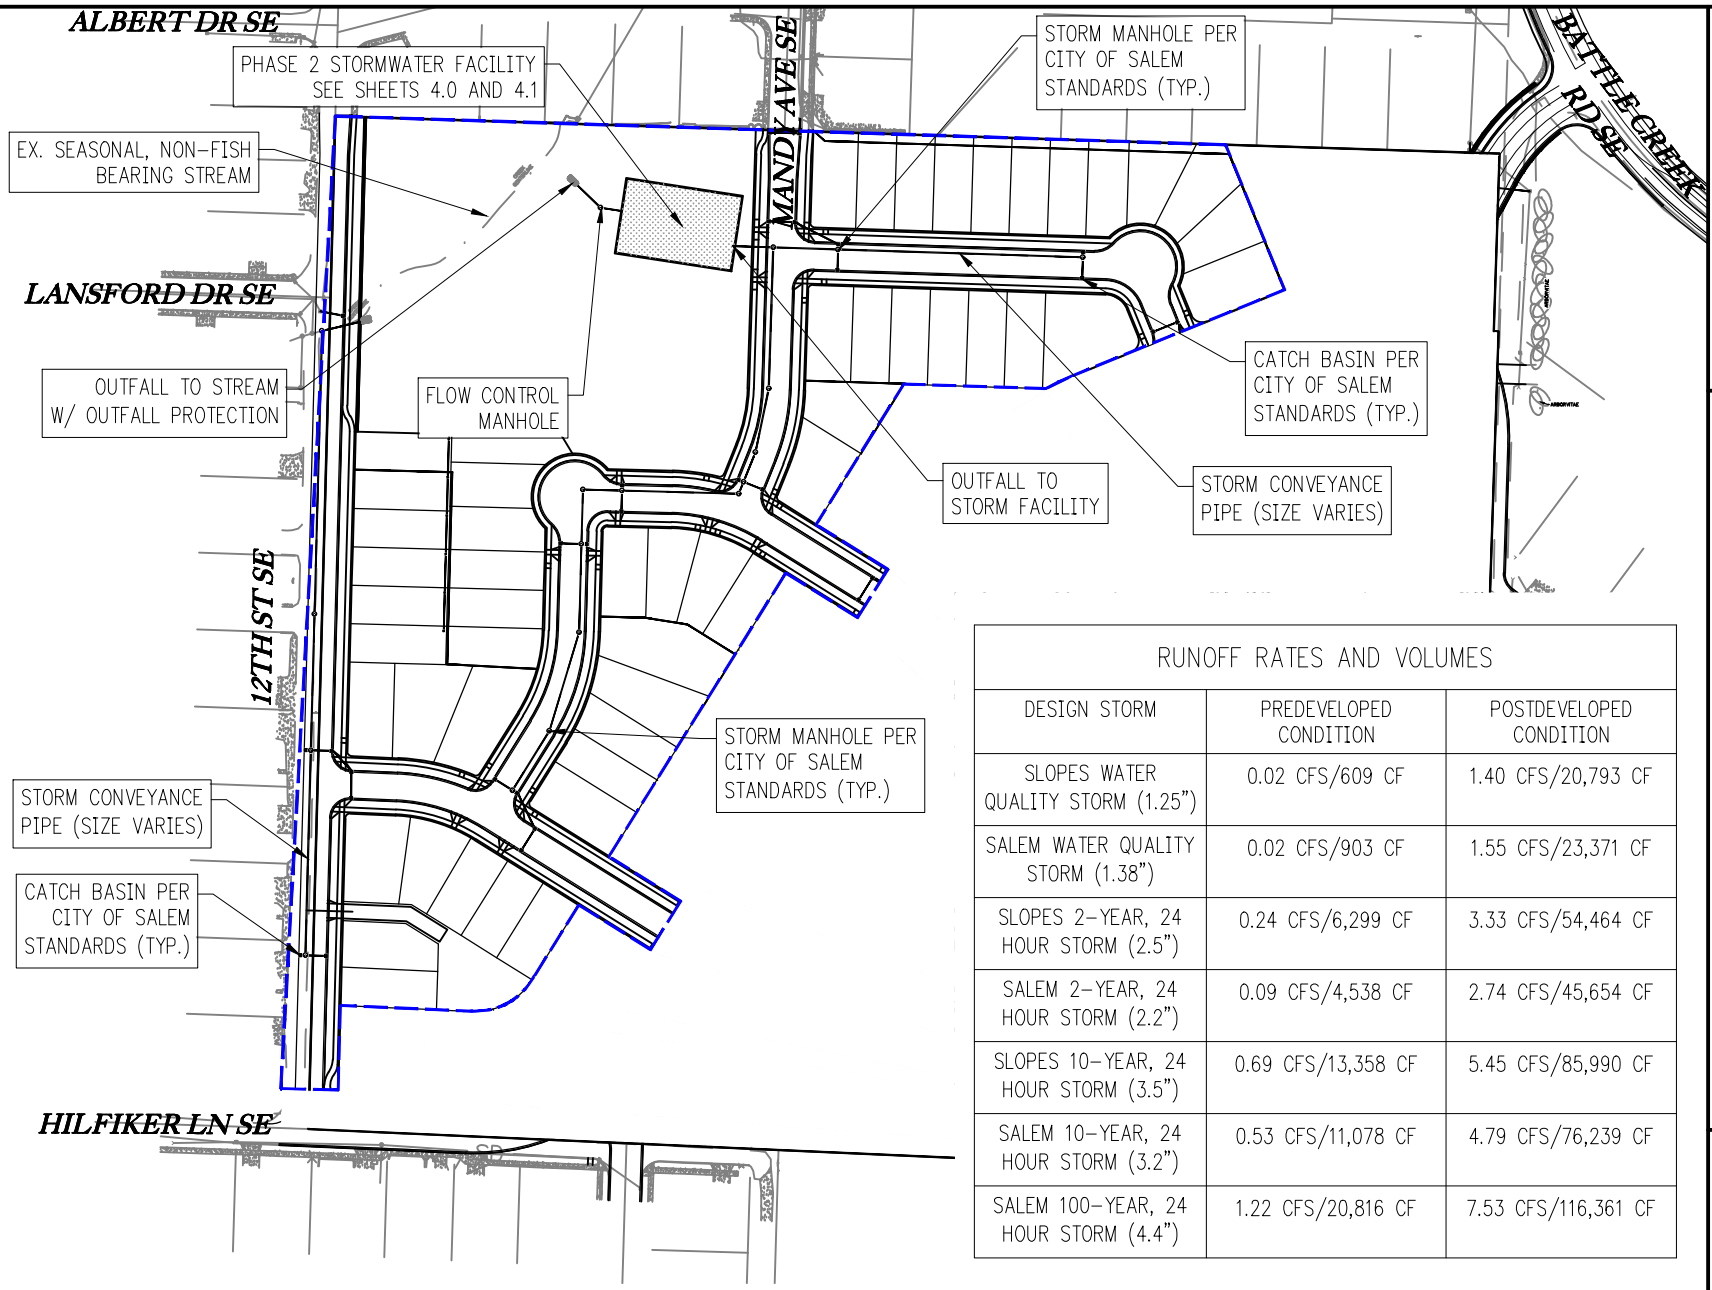 ALBERT DR SE
PHASE 2 STORMWATER FACILITY
SEE SHEETS 4.0 AND 4.1
MANDY AVE SE
STORM MANHOLE PER
CITY OF SALEM
STANDARDS (TYP.)
BATTLE CREEK
RD SE
EX. SEASONAL, NON-FISH
BEARING STREAM
LANSFORD DR SE
OUTFALL TO STREAM
W/ OUTFALL PROTECTION
FLOW CONTROL
MANHOLE
CATCH BASIN PER
CITY OF SALEM
STANDARDS (TYP.)
ARBORVITAE
ARBORVITAE
OUTFALL TO
STORM FACILITY
STORM CONVEYANCE
PIPE (SIZE VARIES)
12TH ST SE
STORM MANHOLE PER
CITY OF SALEM
STANDARDS (TYP.)
STORM CONVEYANCE
PIPE (SIZE VARIES)
CATCH BASIN PER
CITY OF SALEM
STANDARDS (TYP.)
HILFIKER LN SE
SD
RUNOFF RATES AND VOLUMES
DESIGN STORM
PREDEVELOPED
CONDITION
POSTDEVELOPED
CONDITION
SLOPES WATER
QUALITY STORM (1.25")
0.02 CFS/609 CF
1.40 CFS/20,793 CF
SALEM WATER QUALITY
STORM (1.38")
0.02 CFS/903 CF
1.55 CFS/23,371 CF
SLOPES 2-YEAR, 24
HOUR STORM (2.5")
0.24 CFS/6,299 CF
3.33 CFS/54,464 CF
SALEM 2-YEAR, 24
HOUR STORM (2.2")
0.09 CFS/4,538 CF
2.74 CFS/45,654 CF
SLOPES 10-YEAR, 24
HOUR STORM (3.5")
0.69 CFS/13,358 CF
5.45 CFS/85,990 CF
SALEM 10-YEAR, 24
HOUR STORM (3.2")
0.53 CFS/11,078 CF
4.79 CFS/76,239 CF
SALEM 100-YEAR, 24
HOUR STORM (4.4")
1.22 CFS/20,816 CF
7.53 CFS/116,361 CF